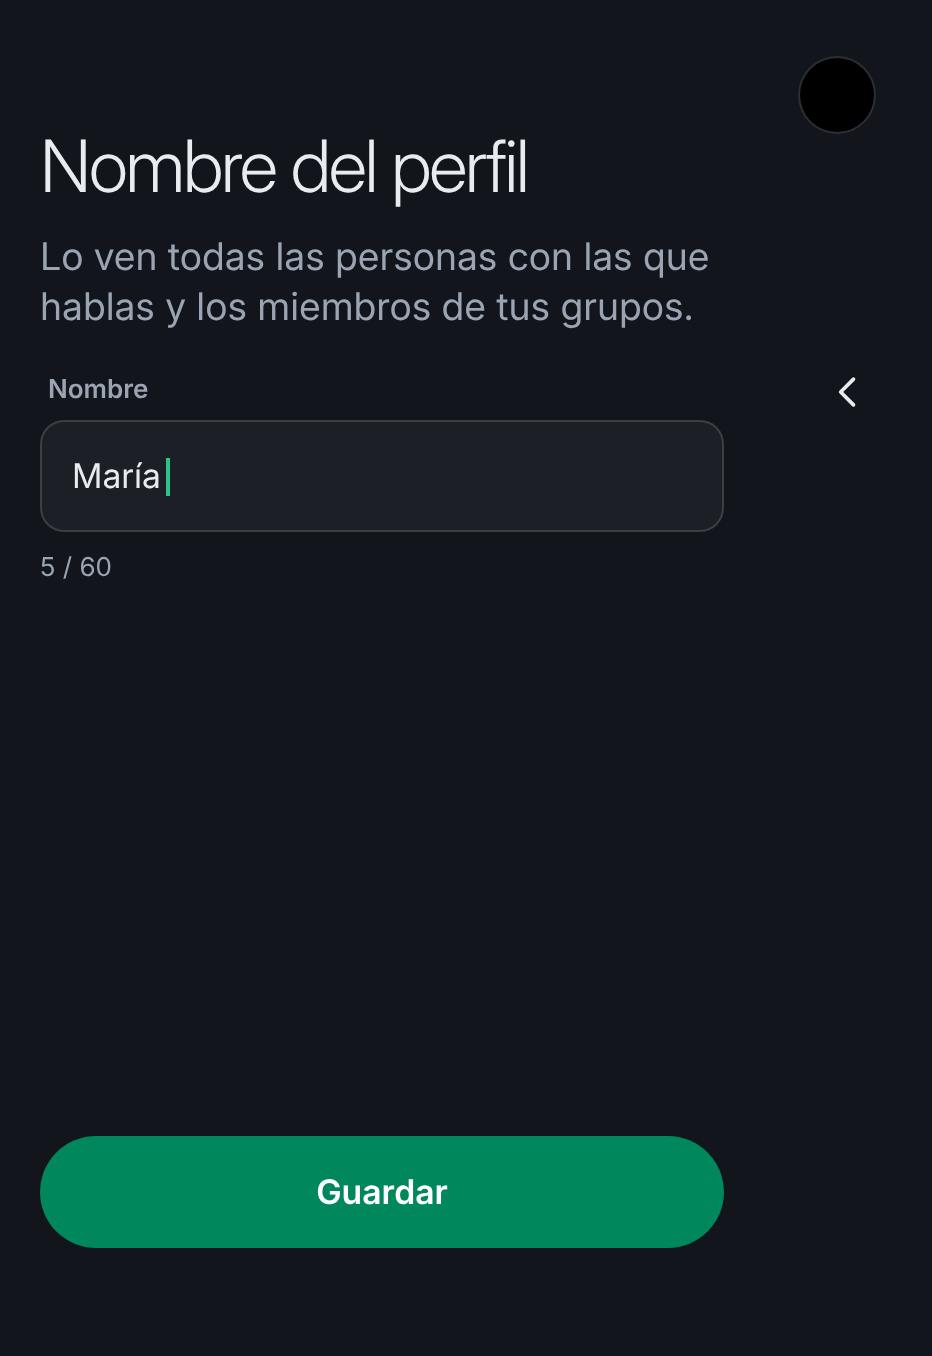 Nombre del perfil
Lo ven todas las personas con las que
hablas y los miembros de tus grupos.
Nombre
María
5 / 60
Guardar